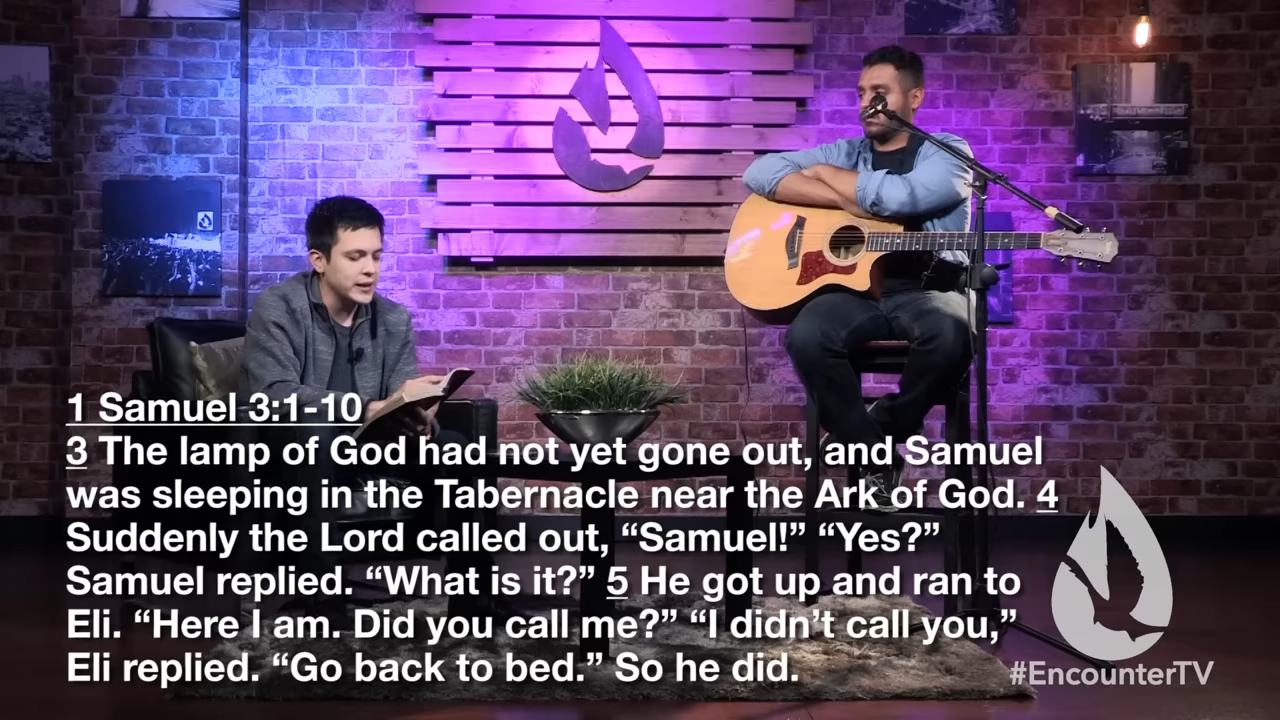 1 Samuel 3:1-10
3 The lamp of God had not yet gone out, and Samuel
was sleeping in the Tabernacle near the Ark of God. 4
Suddenly the Lord called out, “Samuel!” “Yes?”
Samuel replied. “What is it?” 5 He got up and ran to
Eli. “Here I am. Did you call me?” “I didn’t call you,”
Eli replied. “Go back to bed.” So he did.
#EncounterTV